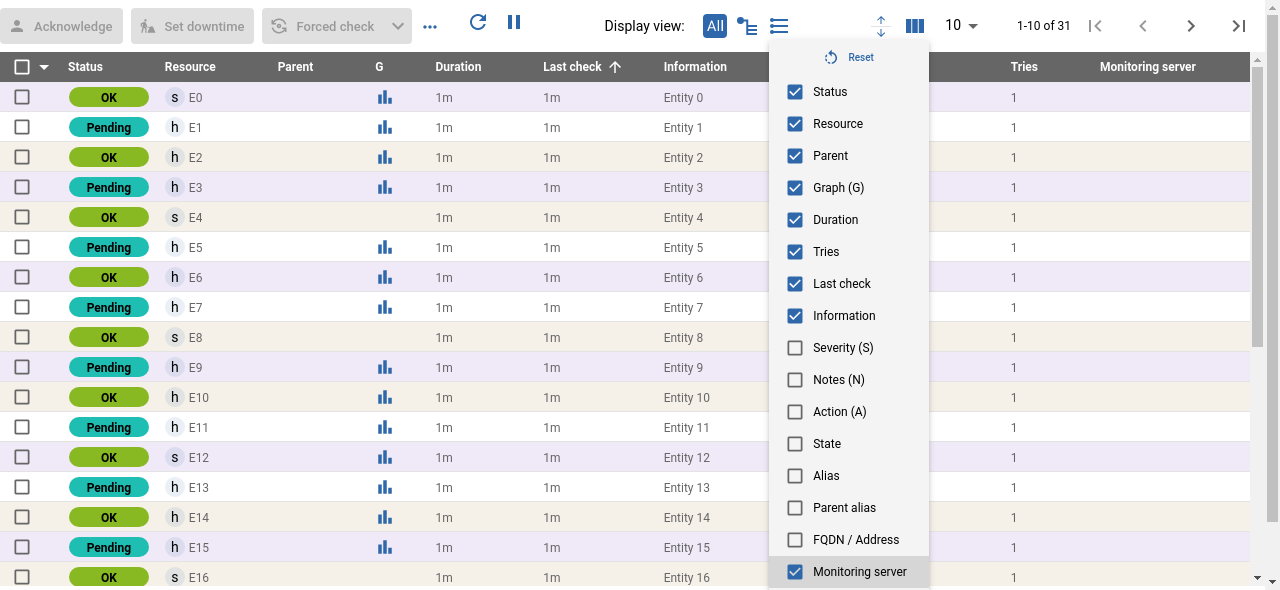 Acknowledge Set downtime Forced check Display view: All 10 1-10 of 31
Status Resource Parent G Duration Last check Information Tries Monitoring server
OK s E0 1m 1m Entity 0 1
Pending h E1 1m 1m Entity 1 1
OK h E2 1m 1m Entity 2 1
Pending h E3 1m 1m Entity 3 1
OK s E4 1m 1m Entity 4 1
Pending h E5 1m 1m Entity 5 1
OK h E6 1m 1m Entity 6 1
Pending h E7 1m 1m Entity 7 1
OK s E8 1m 1m Entity 8 1
Pending h E9 1m 1m Entity 9 1
OK h E10 1m 1m Entity 10 1
Pending h E11 1m 1m Entity 11 1
OK s E12 1m 1m Entity 12 1
Pending h E13 1m 1m Entity 13 1
OK h E14 1m 1m Entity 14 1
Pending h E15 1m 1m Entity 15 1
OK s E16 1m 1m Entity 16 1
Reset
Status
Resource
Parent
Graph (G)
Duration
Tries
Last check
Information
Severity (S)
Notes (N)
Action (A)
State
Alias
Parent alias
FQDN / Address
Monitoring server